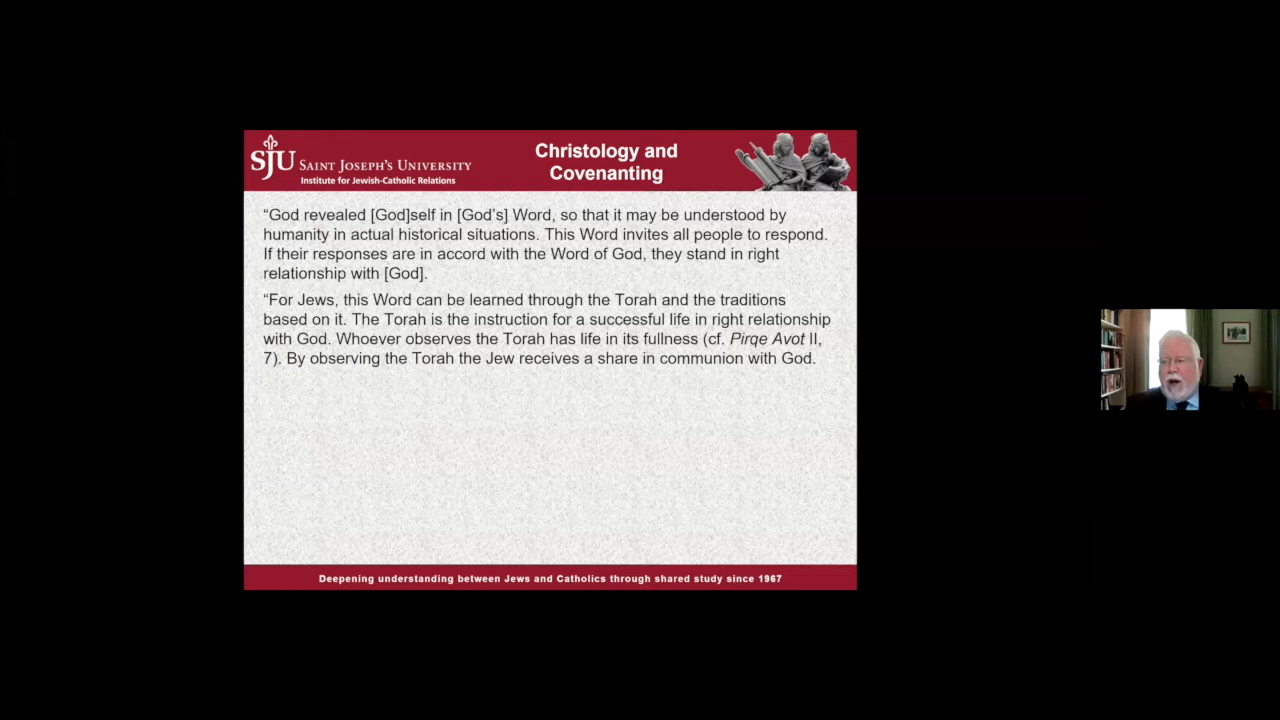 SJU SAINT JOSEPH'S UNIVERSITY
Institute for Jewish-Catholic Relations
Christology and
Covenanting
“God revealed [God]self in [God’s] Word, so that it may be understood by
humanity in actual historical situations. This Word invites all people to respond.
If their responses are in accord with the Word of God, they stand in right
relationship with [God].
“For Jews, this Word can be learned through the Torah and the traditions
based on it. The Torah is the instruction for a successful life in right relationship
with God. Whoever observes the Torah has life in its fullness (cf. Pirqe Avot II,
7). By observing the Torah the Jew receives a share in communion with God.
Deepening understanding between Jews and Catholics through shared study since 1967